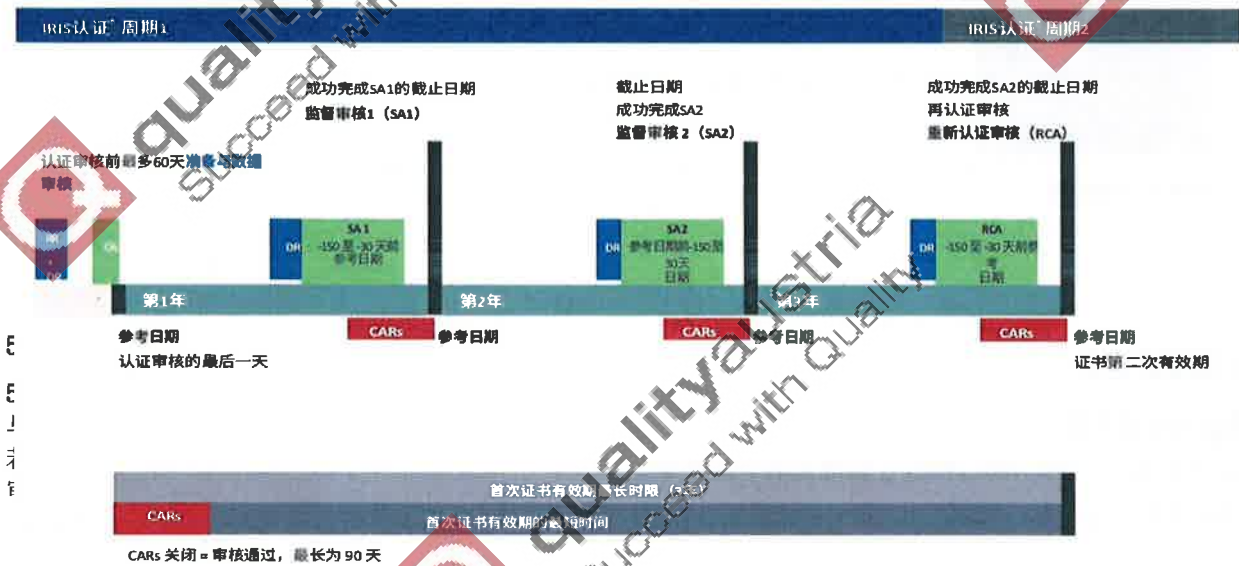 IRIS认证 周期1
IRIS认证 周期2
成功完成SA1的截止日期
监督审核1（SA1）
截止日期
成功完成SA2
监督审核 2（SA2）
成功完成SA2的截止日期
再认证审核
重新认证审核（RCA）
认证审核前最多60天准备与数据
审核
DR
SA 1
-150 至 -30 天前
参考日期
DR
SA2
参考日期前-150至
30天
日期
DR
RCA
-150 至 -30 天前参
考
日期
第1年
第2年
第3年
CARs
CARs
CARs
参考日期
认证审核的最后一天
参考日期
参考日期
参考日期
证书第二次有效期
首次证书有效期最长时限
CARs
首次证书有效期的最短时间
CARs 关闭 = 审核通过，最长为 90 天
qualityaustria
Succeed with Quality